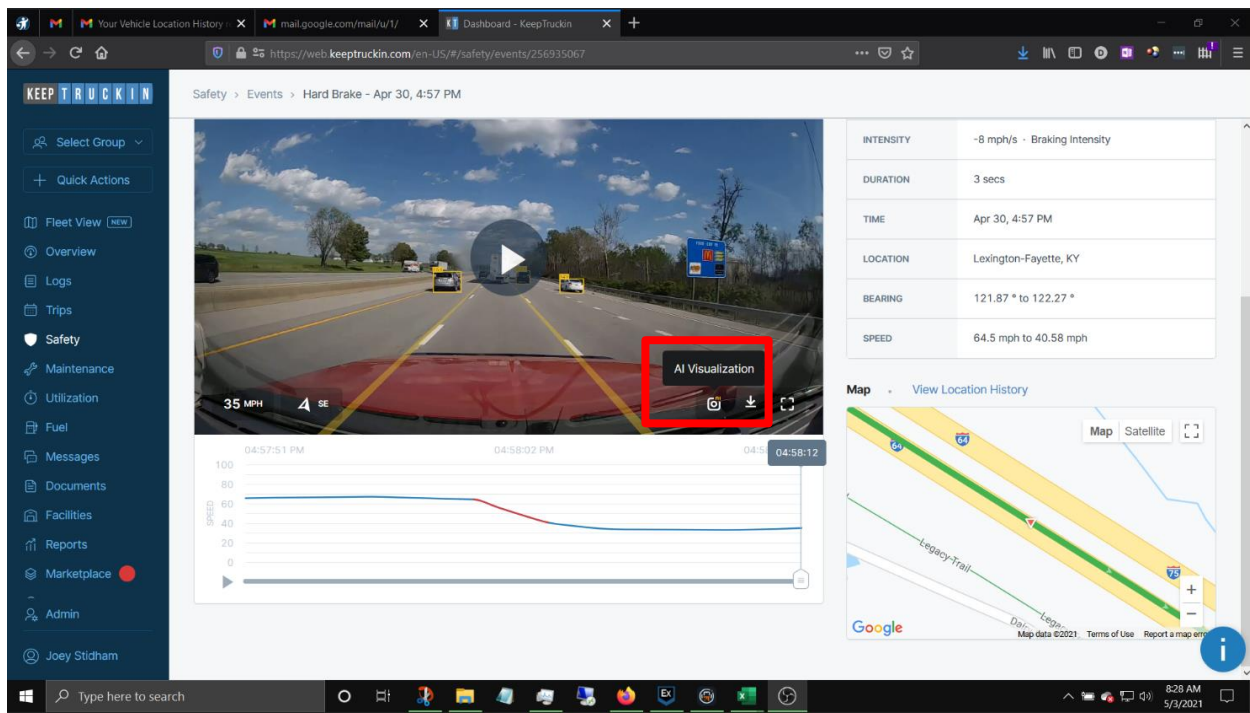 Your Vehicle Location History
mail.google.com/mail/u/1/
Dashboard - KeepTruckin
https://web.keeptruckin.com/en-US/#/safety/events/256935067
KEEP TRUCKIN
Safety > Events > Hard Brake - Apr 30, 4:57 PM
Select Group
Quick Actions
Fleet View NEW
Overview
Logs
Trips
Safety
Maintenance
Utilization
Fuel
Messages
Documents
Facilities
Reports
Marketplace
Admin
Joey Stidham
AI Visualization
35 MPH
SE
04:57:51 PM
04:58:02 PM
04:5
04:58:12
SPEED
100
80
60
40
20
0
INTENSITY
-8 mph/s · Braking Intensity
DURATION
3 secs
TIME
Apr 30, 4:57 PM
LOCATION
Lexington-Fayette, KY
BEARING
121.87 ° to 122.27 °
SPEED
64.5 mph to 40.58 mph
Map · View Location History
Map Satellite
64
64
75
Legacy-Trail
Google
Map data ©2021 Terms of Use Report a map erro
Type here to search
8:28 AM
5/3/2021